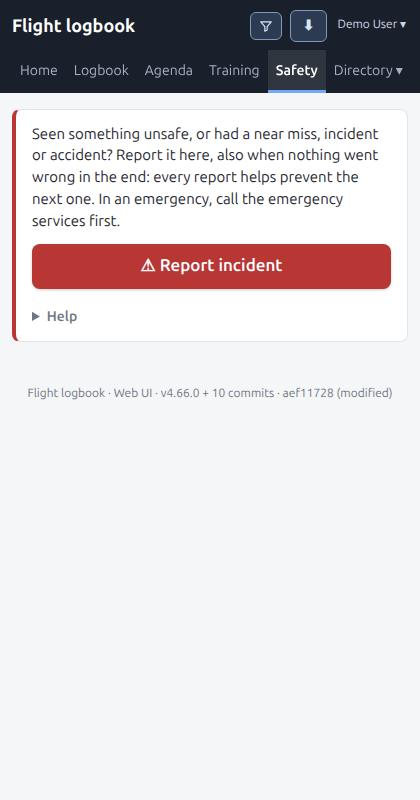 Flight logbook
Demo User ▾
Home Logbook Agenda Training Safety Directory ▾
Seen something unsafe, or had a near miss, incident
or accident? Report it here, also when nothing went
wrong in the end: every report helps prevent the
next one. In an emergency, call the emergency
services first.
⚠ Report incident
▶ Help
Flight logbook · Web UI · v4.66.0 + 10 commits · aef11728 (modified)